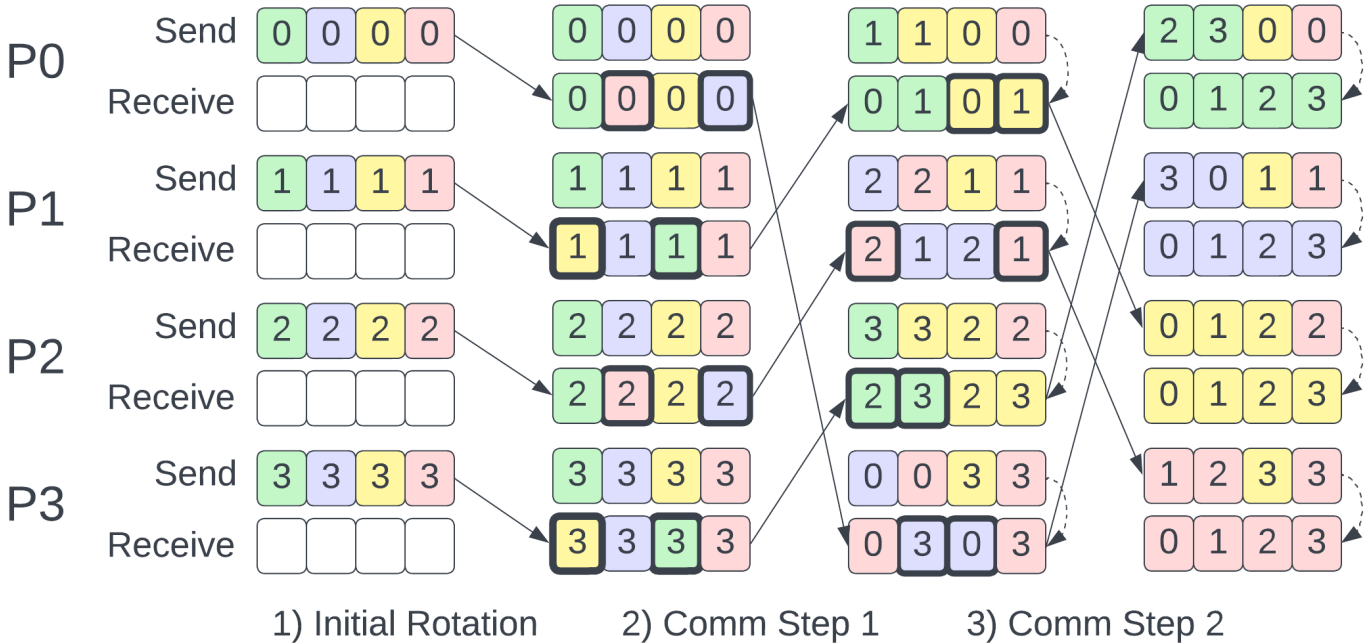 Send 0 0 0 0 0 0 0 0 1 1 0 0 2 3 0 0
P0
Receive 0 0 0 0 0 1 0 1 0 1 2 3
Send 1 1 1 1 1 1 1 1 2 2 1 1 3 0 1 1
P1
Receive 1 1 1 1 2 1 2 1 0 1 2 3
Send 2 2 2 2 2 2 2 2 3 3 2 2 0 1 2 2
P2
Receive 2 2 2 2 2 3 2 3 0 1 2 3
Send 3 3 3 3 3 3 3 3 0 0 3 3 1 2 3 3
P3
Receive 3 3 3 3 0 3 0 3 0 1 2 3
1) Initial Rotation 2) Comm Step 1 3) Comm Step 2